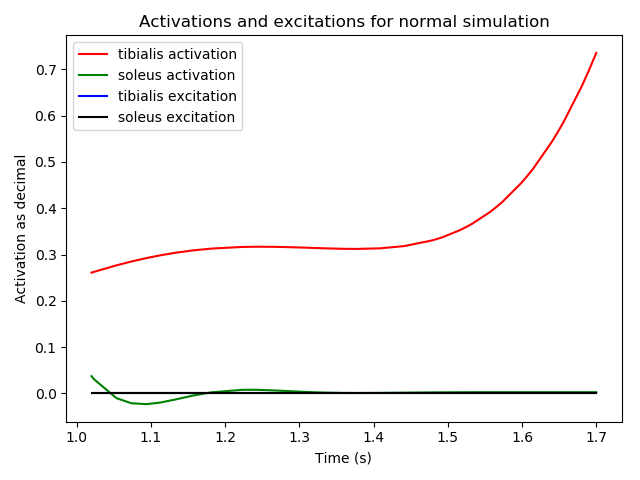 Activations and excitations for normal simulation
tibialis activation
soleus activation
tibialis excitation
soleus excitation
Activation as decimal
0.7
0.6
0.5
0.4
0.3
0.2
0.1
0.0
1.0 1.1 1.2 1.3 1.4 1.5 1.6 1.7
Time (s)